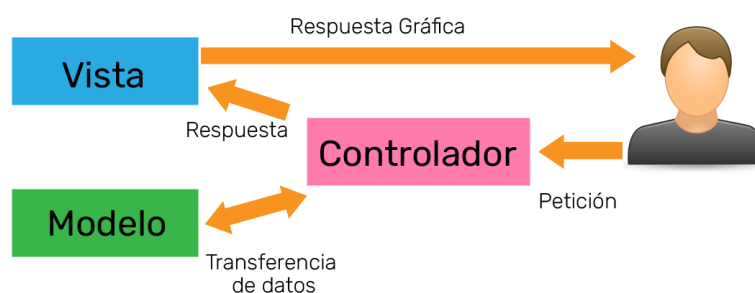 Respuesta Gráfica
Vista
Respuesta
Controlador
Petición
Modelo
Transferencia
de datos